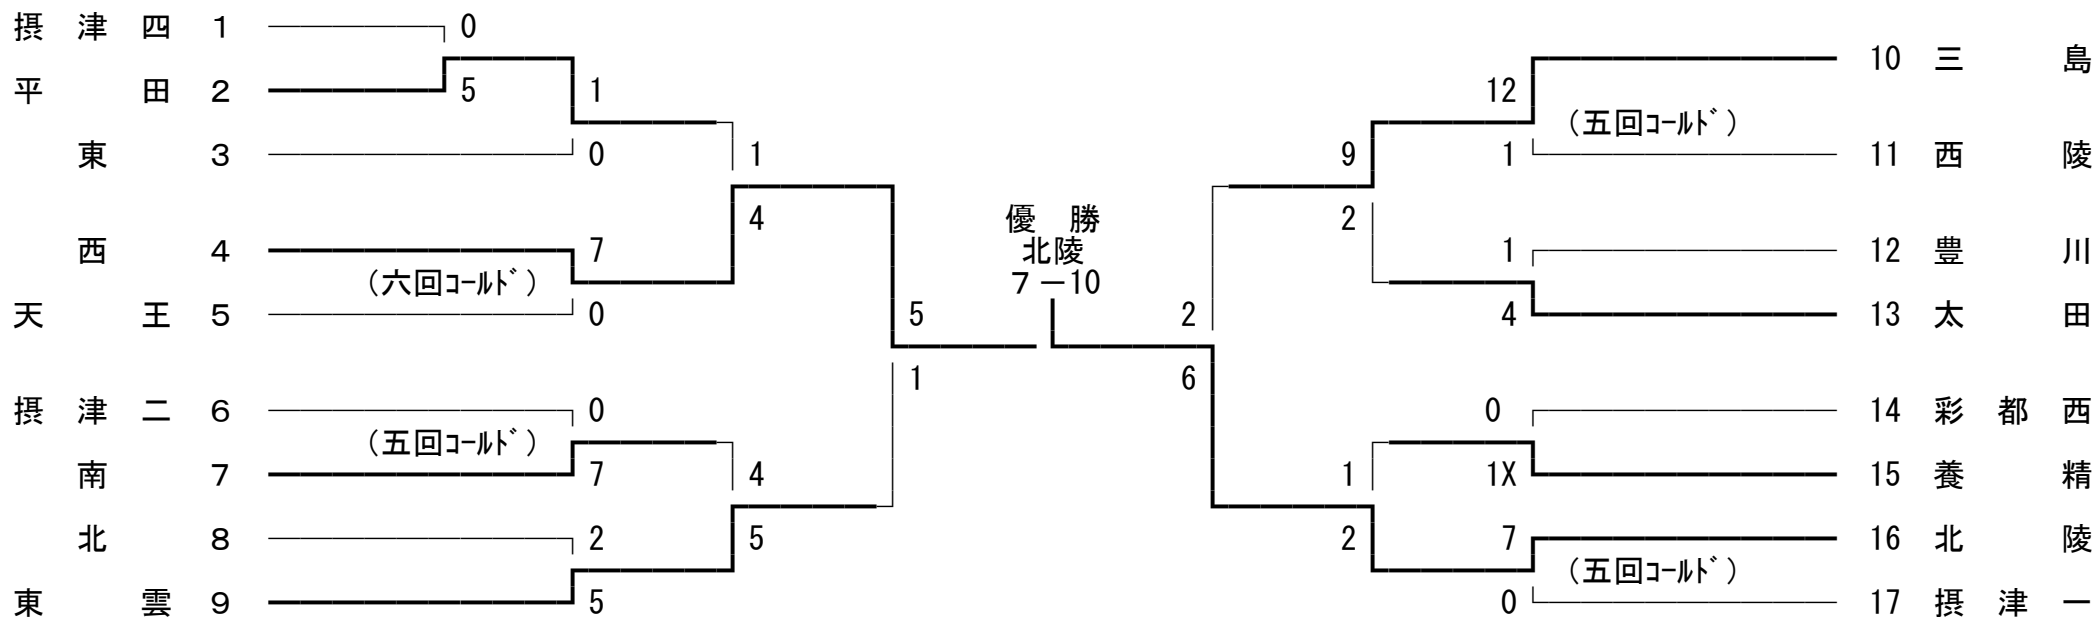 摂津四 1 0
平田 2 5 1
東 3 0 1
西 4 7 4
(六回ｺｰﾙﾄﾞ)
天王 5 0 5
摂津二 6 0 1
(五回ｺｰﾙﾄﾞ)
南 7 7 4
北 8 2 5
東雲 9 5
優勝
北陵
7－10
12 10 三島
(五回ｺｰﾙﾄﾞ)
9 1 11 西陵
2 1 12 豊川
2 4 13 太田
6 0 14 彩都西
1 1X 15 養精
2 7 16 北陵
(五回ｺｰﾙﾄﾞ)
0 17 摂津一